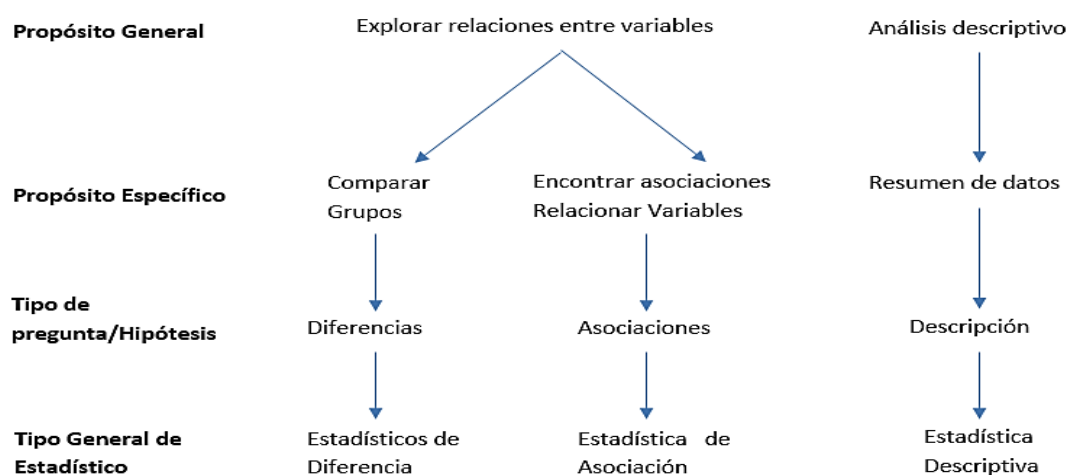 Propósito General
Explorar relaciones entre variables
Análisis descriptivo
Propósito Específico
Comparar
Grupos
Encontrar asociaciones
Relacionar Variables
Resumen de datos
Tipo de
pregunta/Hipótesis
Diferencias
Asociaciones
Descripción
Tipo General de
Estadístico
Estadísticos de
Diferencia
Estadística de
Asociación
Estadística
Descriptiva